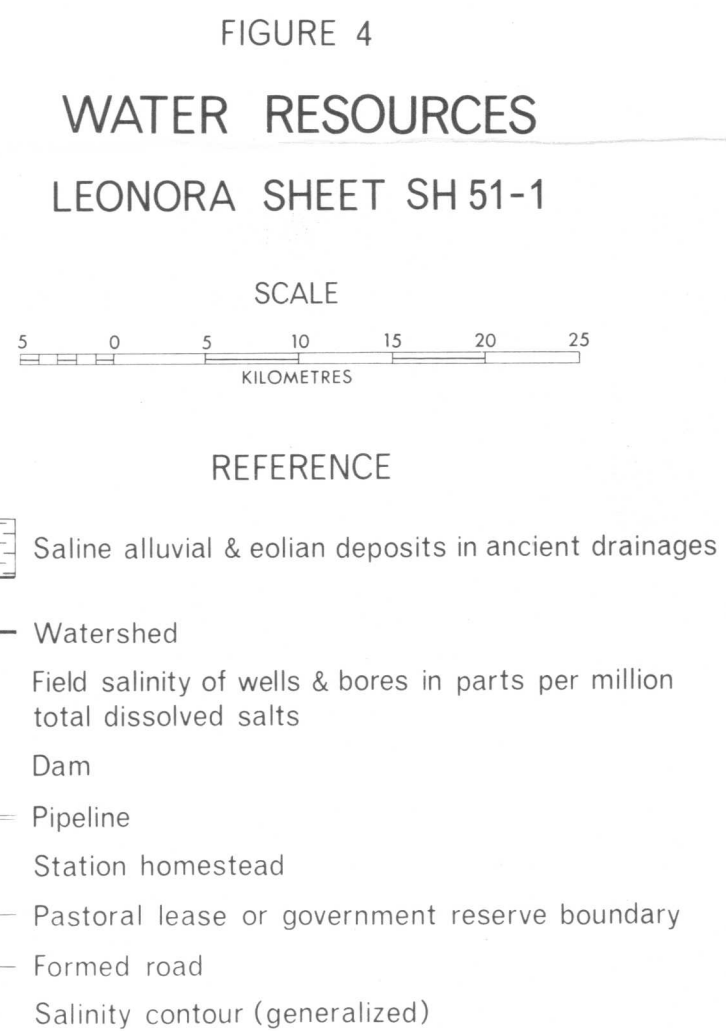 FIGURE 4
WATER RESOURCES
LEONORA SHEET SH 51-1
SCALE
5 0 5 10 15 20 25
KILOMETRES
REFERENCE
Saline alluvial & eolian deposits in ancient drainages
Watershed
Field salinity of wells & bores in parts per million
total dissolved salts
Dam
Pipeline
Station homestead
Pastoral lease or government reserve boundary
Formed road
Salinity contour (generalized)